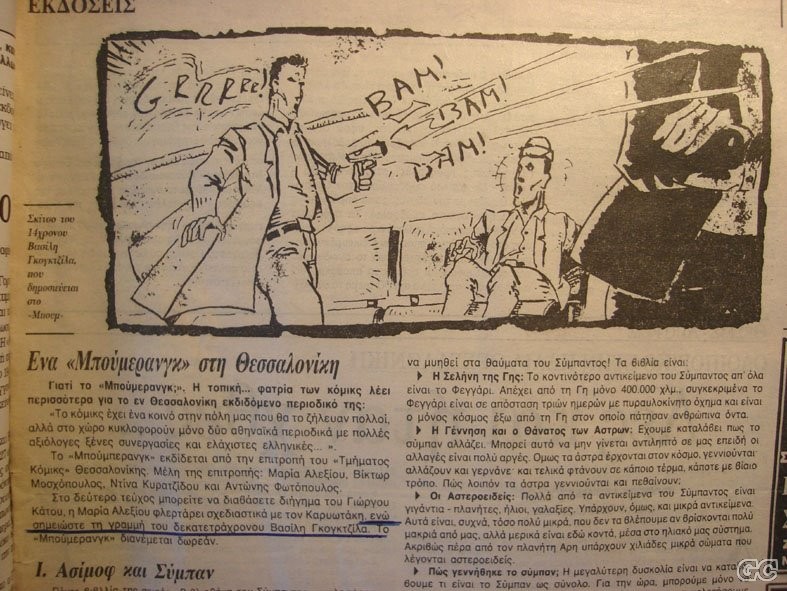 ΕΚΔΟΣΕΙΣ
GRRRRr!
BAM!
BAM!
DAM!
Σκίτσο του
14χρονου
Βασίλη
Γκογκτζίλα,
που
δημοσιεύεται
στο
«Μπουμ-
Ενα «Μπούμερανγκ» στη Θεσσαλονίκη
Γιατί το «Μπούμερανγκ;». Η τοπική... φατρία των κόμικς λέει
περισσότερα για το εν Θεσσαλονίκη εκδιδόμενο περιοδικό της:
«Το κόμικς έχει ένα κοινό στην πόλη μας που θα το ζήλευαν πολλοί,
αλλά στο χώρο κυκλοφορούν μόνο δύο αθηναϊκά περιοδικά με πολλές
αξιόλογες ξένες συνεργασίες και ελάχιστες ελληνικές... ».
Το «Μπούμερανγκ» εκδίδεται από την επιτροπή του «Τμήματος
Κόμικς» Θεσσαλονίκης. Μέλη της επιτροπής: Μαρία Αλεξίου, Βίκτωρ
Μοσχόπουλος, Ντίνα Κυρατζίδου και Αντώνης Φωτόπουλος.
Στο δεύτερο τεύχος μπορείτε να διαβάσετε διήγημα του Γιώργου
Κάτου, η Μαρία Αλεξίου φλερτάρει σχεδιαστικά με τον Καρυωτάκη, ενώ
σημειώστε τη γραμμή του δεκατετράχρονου Βασίλη Γκογκτζίλα. Το
«Μπούμερανγκ» διανέμεται δωρεάν.
Ι. Ασίμοφ και Σύμπαν
να μυηθεί στα θαύματα του Σύμπαντος! Τα βιβλία είναι:
Η Σελήνη της Γης: Το κοντινότερο αντικείμενο του Σύμπαντος απ' όλα
είναι το Φεγγάρι. Απέχει από τη Γη μόνο 400.000 χλμ., συγκεκριμένα το
Φεγγάρι είναι σε απόσταση τριών ημερών με πυραυλοκίνητο όχημα και είναι
ο μόνος κόσμος έξω από τη Γη στον οποίο πάτησαν ανθρώπινα όντα.
Η Γέννηση και ο Θάνατος των Αστρων: Εχουμε καταλάβει πως το
σύμπαν αλλάζει. Μπορεί αυτό να μην γίνεται αντιληπτό σε μας επειδή οι
αλλαγές είναι πολύ αργές. Ομως τα άστρα έρχονται στον κόσμο, γεννιούνται
αλλάζουν και γερνάνε· και τελικά φτάνουν σε κάποιο τέρμα, κάποτε με βίαιο
τρόπο. Πώς λοιπόν τα άστρα γεννιούνται και πεθαίνουν;
Οι Αστεροειδείς: Πολλά από τα αντικείμενα του Σύμπαντος είναι
γιγάντια - πλανήτες, ήλιοι, γαλαξίες. Υπάρχουν, όμως, και μικρά αντικείμενα.
Αυτά είναι, συχνά, τόσο πολύ μικρά, που δεν τα βλέπουμε αν βρίσκονται πολύ
μακριά από μας, αλλά μερικά είναι εδώ κοντά, μέσα στο ηλιακό μας σύστημα.
Ακριβώς πέρα από τον πλανήτη Αρη υπάρχουν χιλιάδες μικρά σώματα που
λέγονται αστεροειδείς.
Πώς γεννήθηκε το σύμπαν; Η μεγαλύτερη δυσκολία είναι να κατα
θουμε τι είναι το Σύμπαν ως σύνολο. Για την ώρα, μπορούμε μόνο
GC